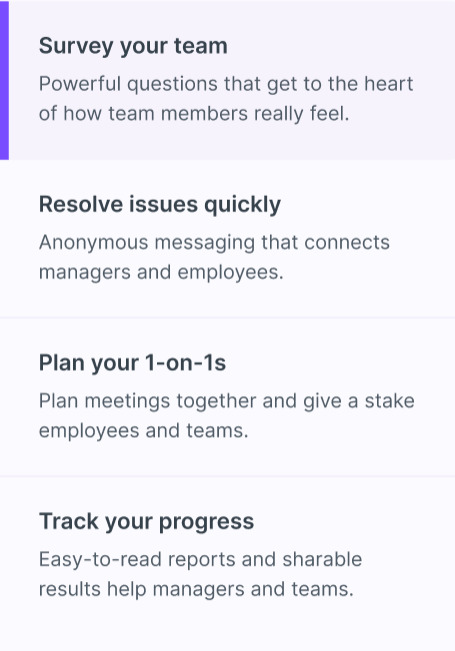 Survey your team
Powerful questions that get to the heart
of how team members really feel.
Resolve issues quickly
Anonymous messaging that connects
managers and employees.
Plan your 1-on-1s
Plan meetings together and give a stake
employees and teams.
Track your progress
Easy-to-read reports and sharable
results help managers and teams.